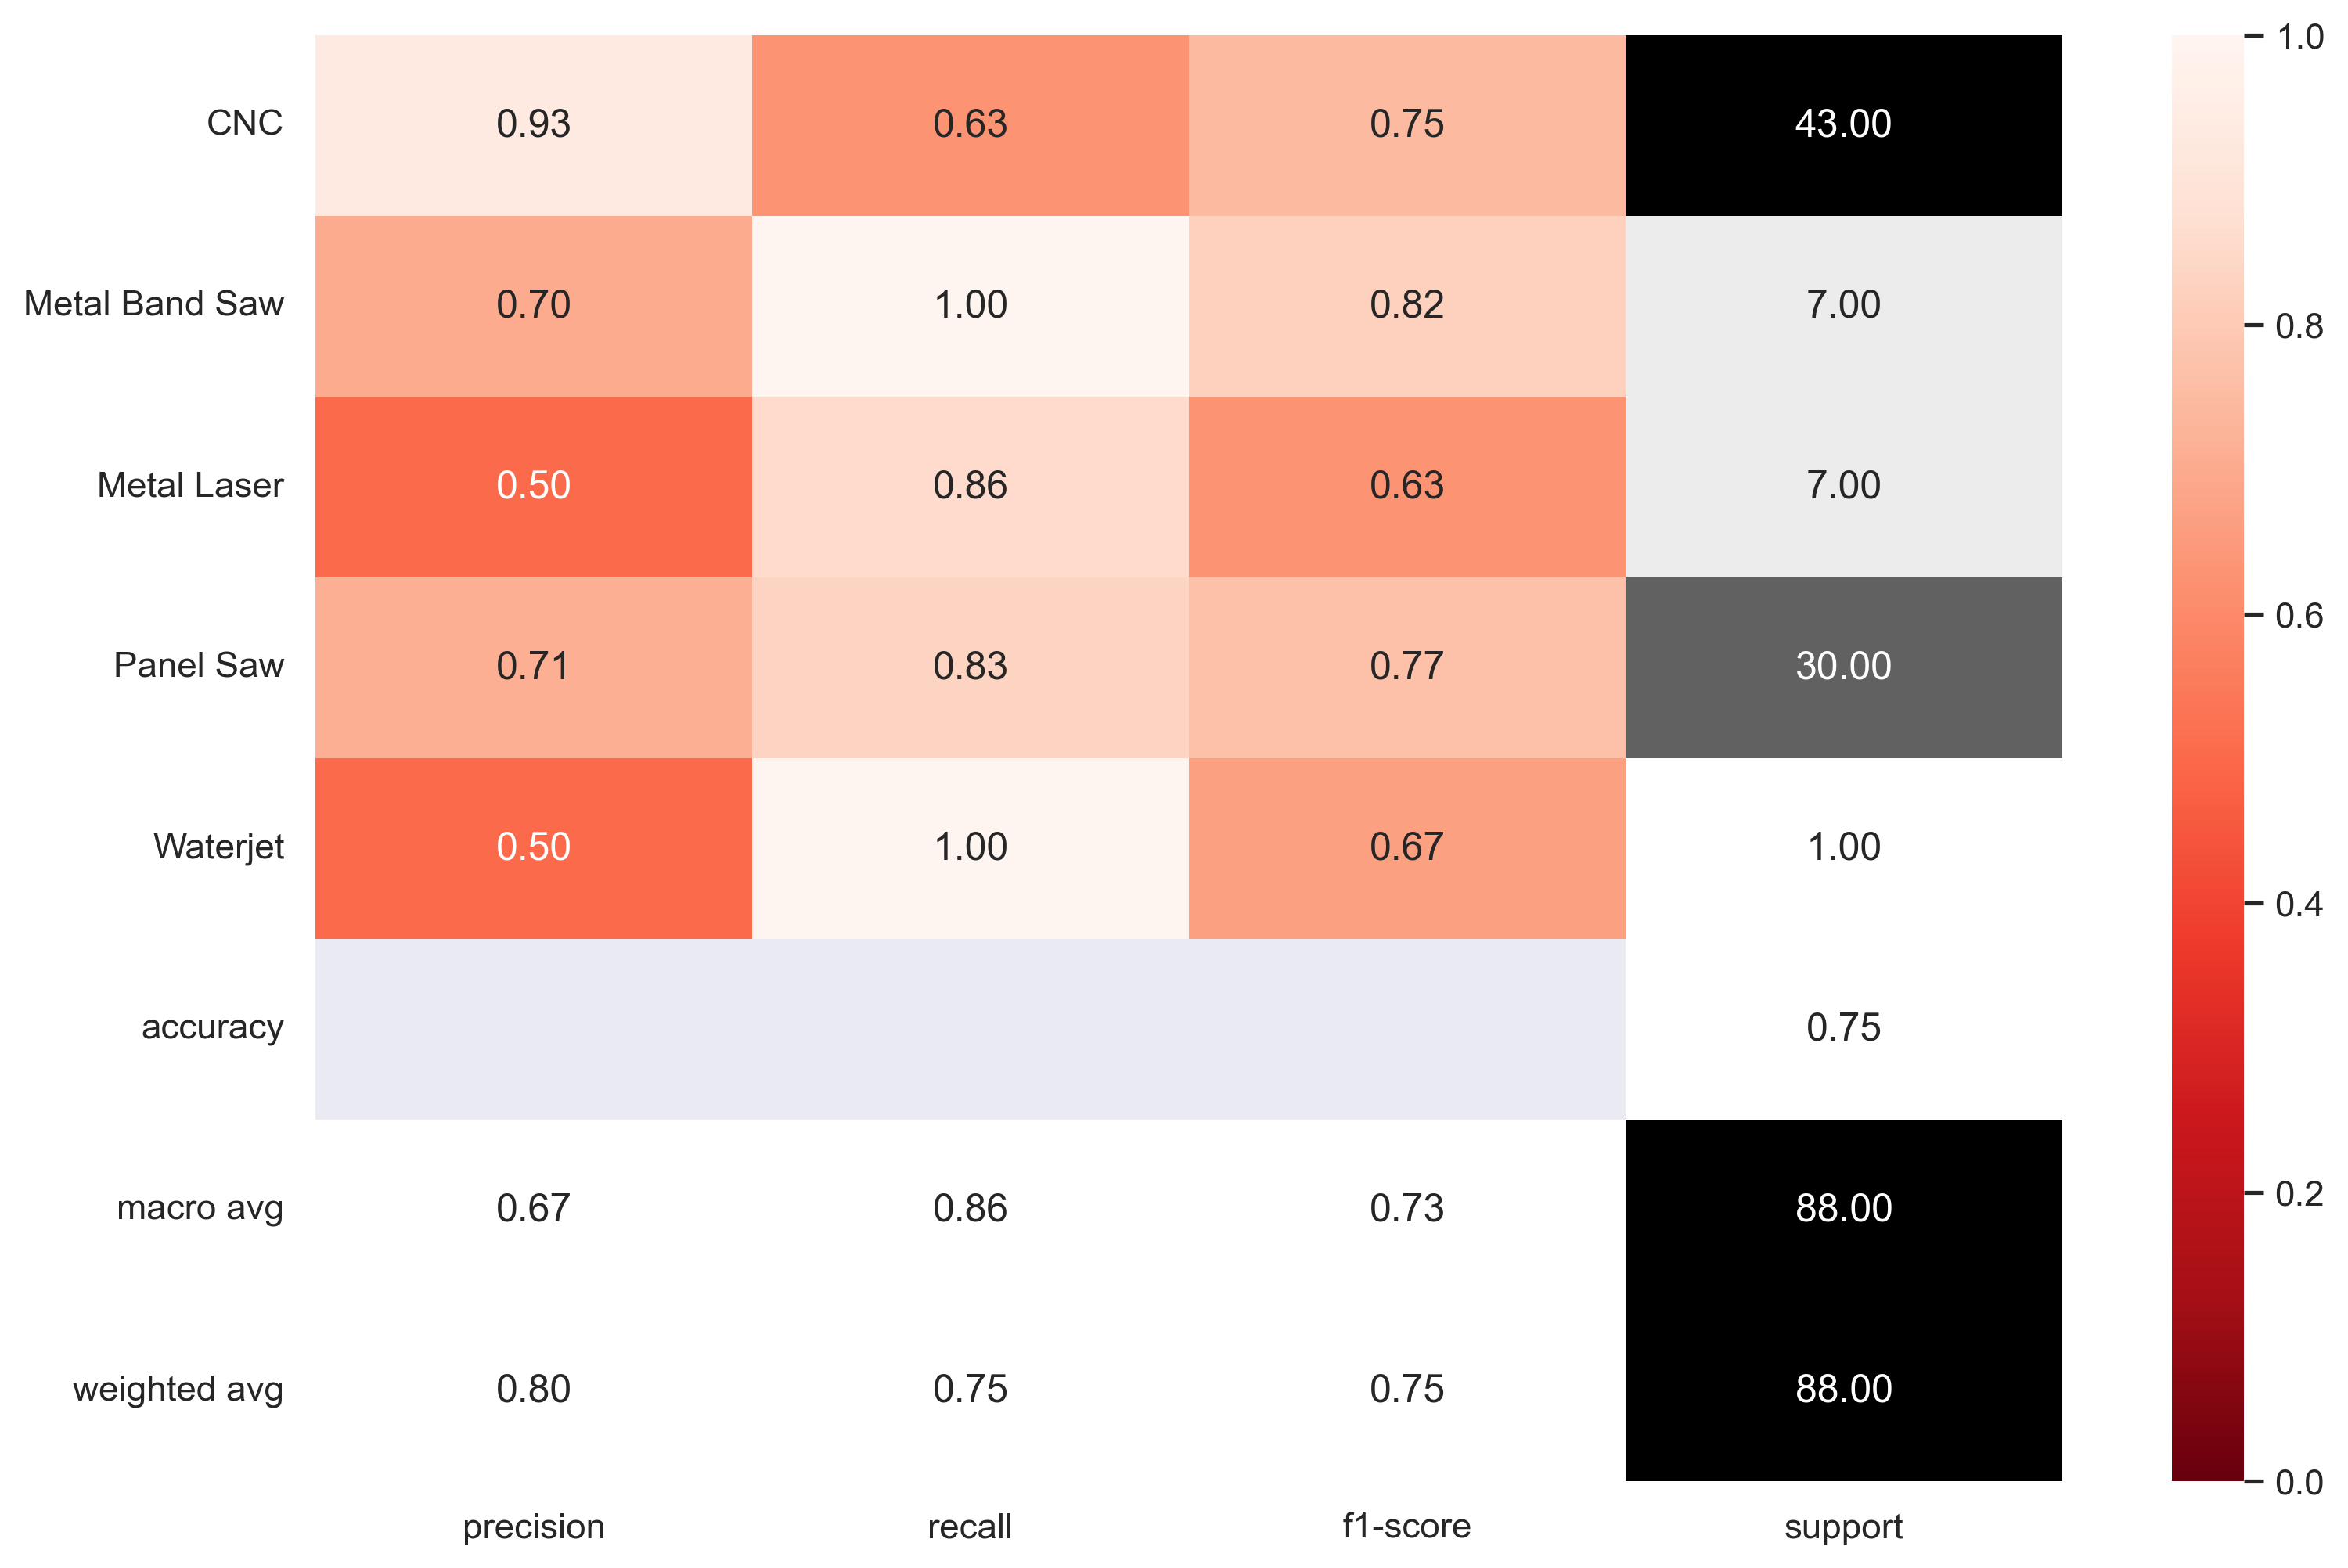 CNC 0.93 0.63 0.75 43.00
Metal Band Saw 0.70 1.00 0.82 7.00
Metal Laser 0.50 0.86 0.63 7.00
Panel Saw 0.71 0.83 0.77 30.00
Waterjet 0.50 1.00 0.67 1.00
accuracy 0.75
macro avg 0.67 0.86 0.73 88.00
weighted avg 0.80 0.75 0.75 88.00
precision recall f1-score support
1.0
0.8
0.6
0.4
0.2
0.0